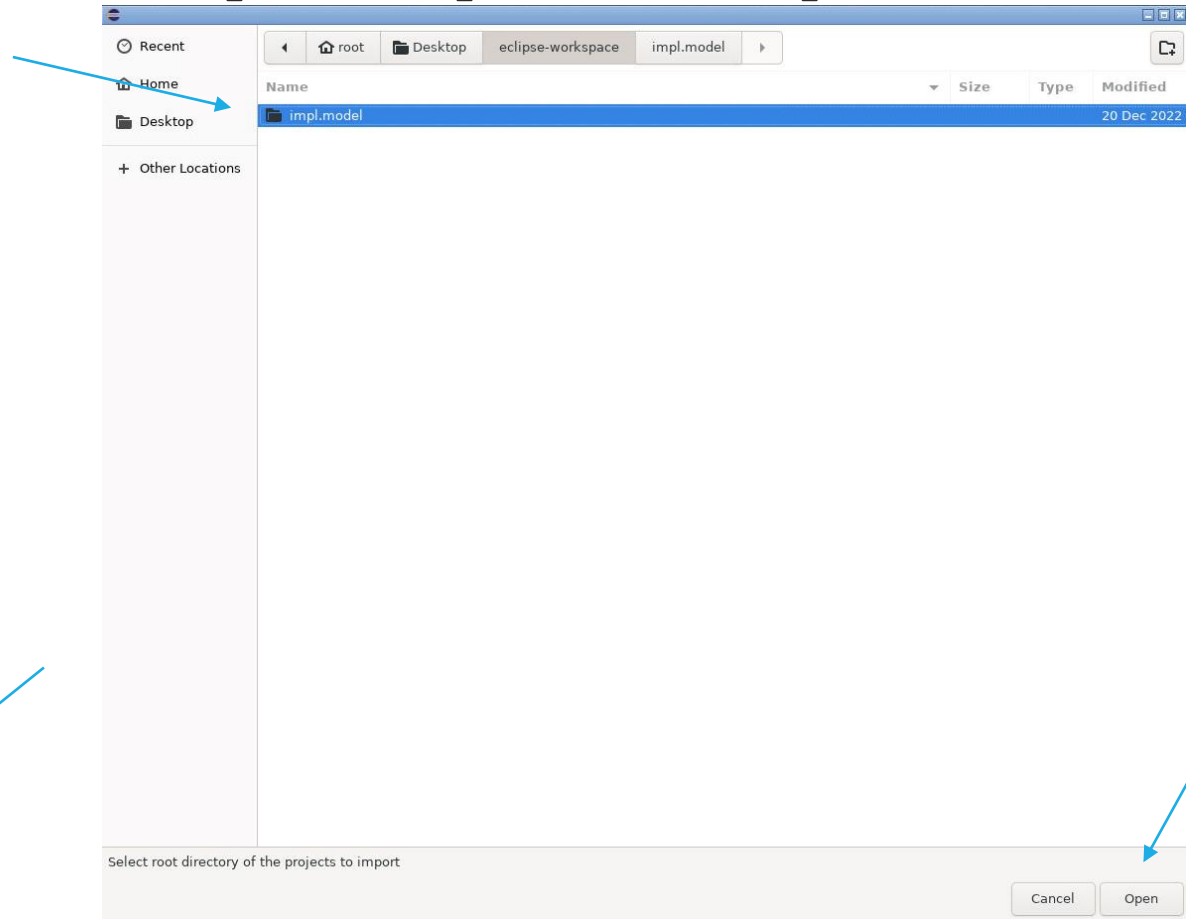 Recent
Home
Desktop
Other Locations
root Desktop eclipse-workspace impl.model
Name Size Type Modified
impl.model 20 Dec 2022
Select root directory of the projects to import
Cancel Open